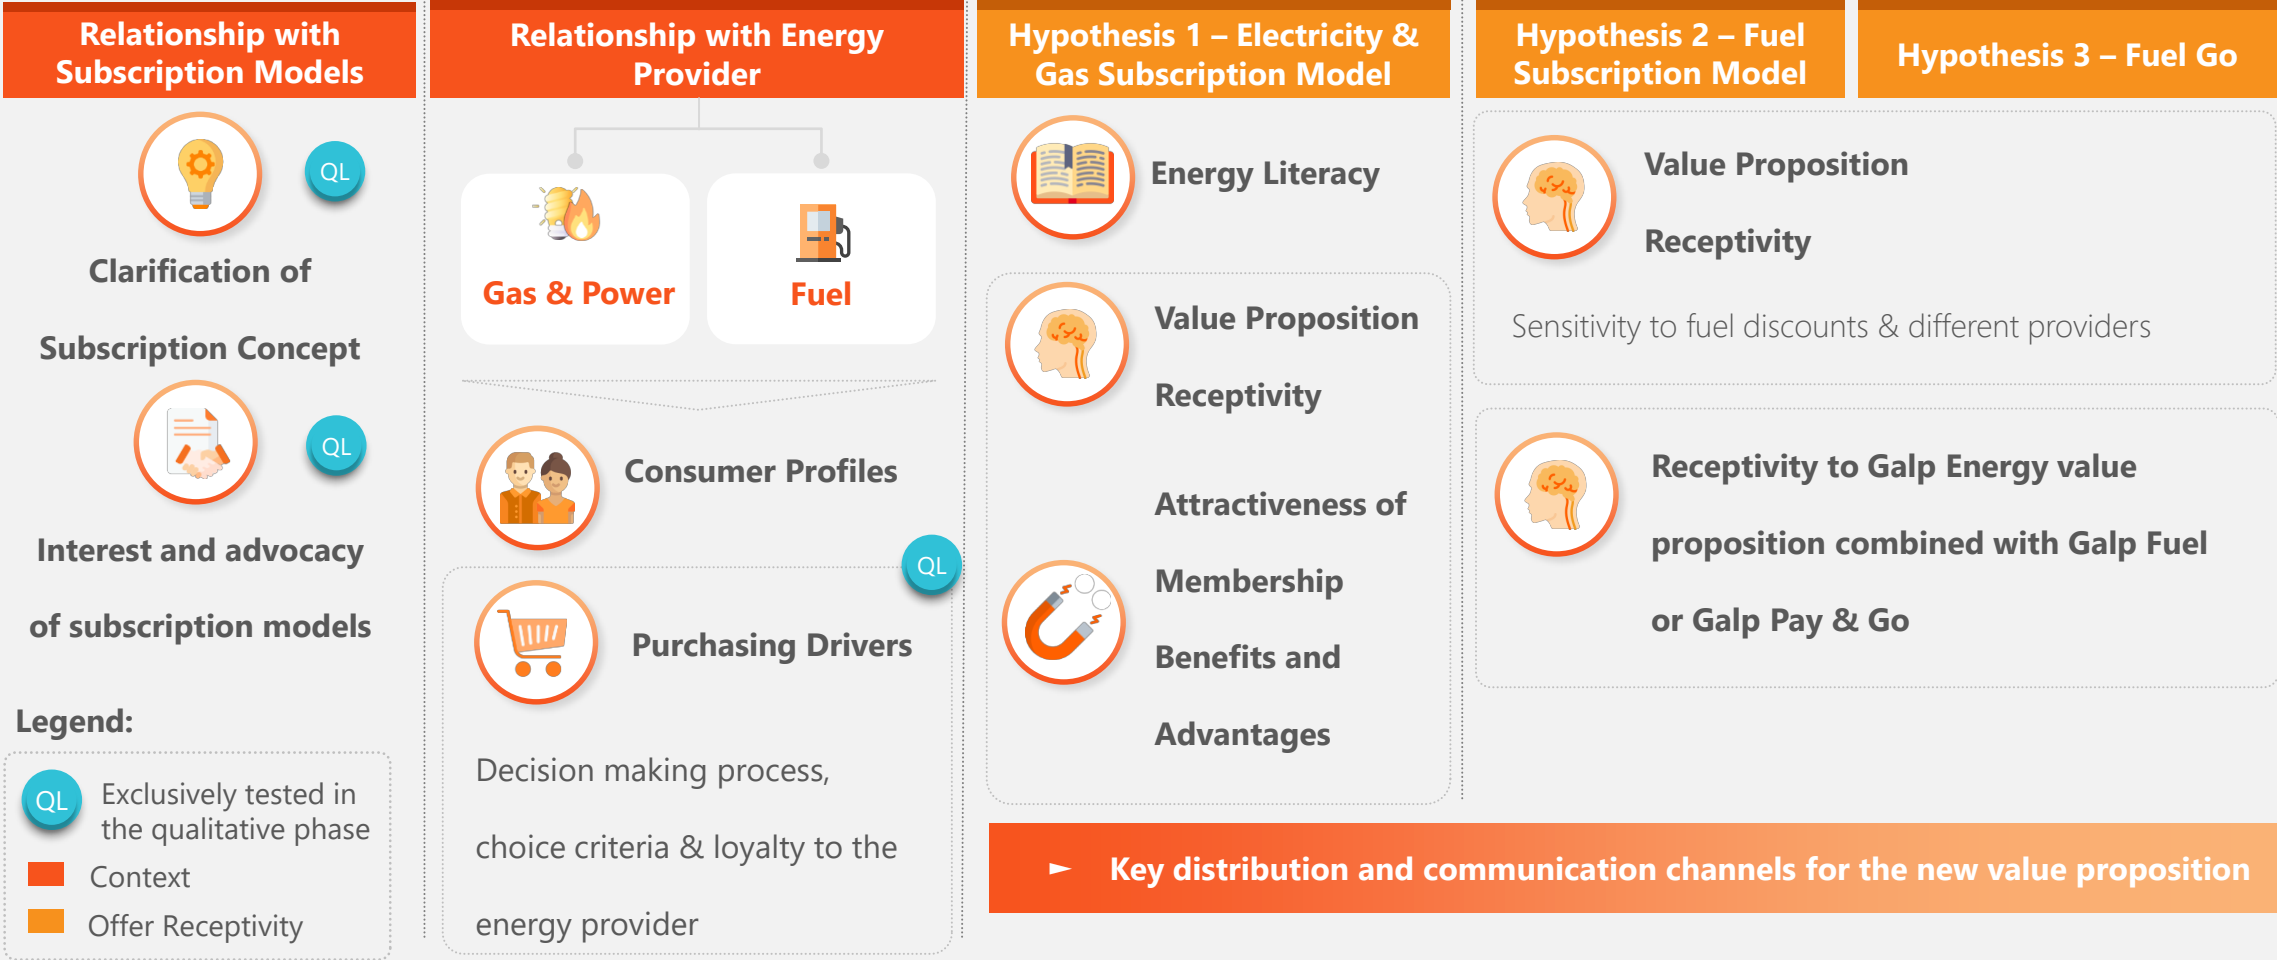 Relationship with
Subscription Models
QL
Clarification of
Subscription Concept
QL
Interest and advocacy
of subscription models
Legend:
QL
Exclusively tested in
the qualitative phase
Context
Offer Receptivity
Relationship with Energy
Provider
Gas & Power
Fuel
Consumer Profiles
QL
Purchasing Drivers
Decision making process,
choice criteria & loyalty to the
energy provider
Hypothesis 1 – Electricity &
Gas Subscription Model
Energy Literacy
Value Proposition
Receptivity
Attractiveness of
Membership
Benefits and
Advantages
Hypothesis 2 – Fuel
Subscription Model
Hypothesis 3 – Fuel Go
Value Proposition
Receptivity
Sensitivity to fuel discounts & different providers
Receptivity to Galp Energy value
proposition combined with Galp Fuel
or Galp Pay & Go
► Key distribution and communication channels for the new value proposition